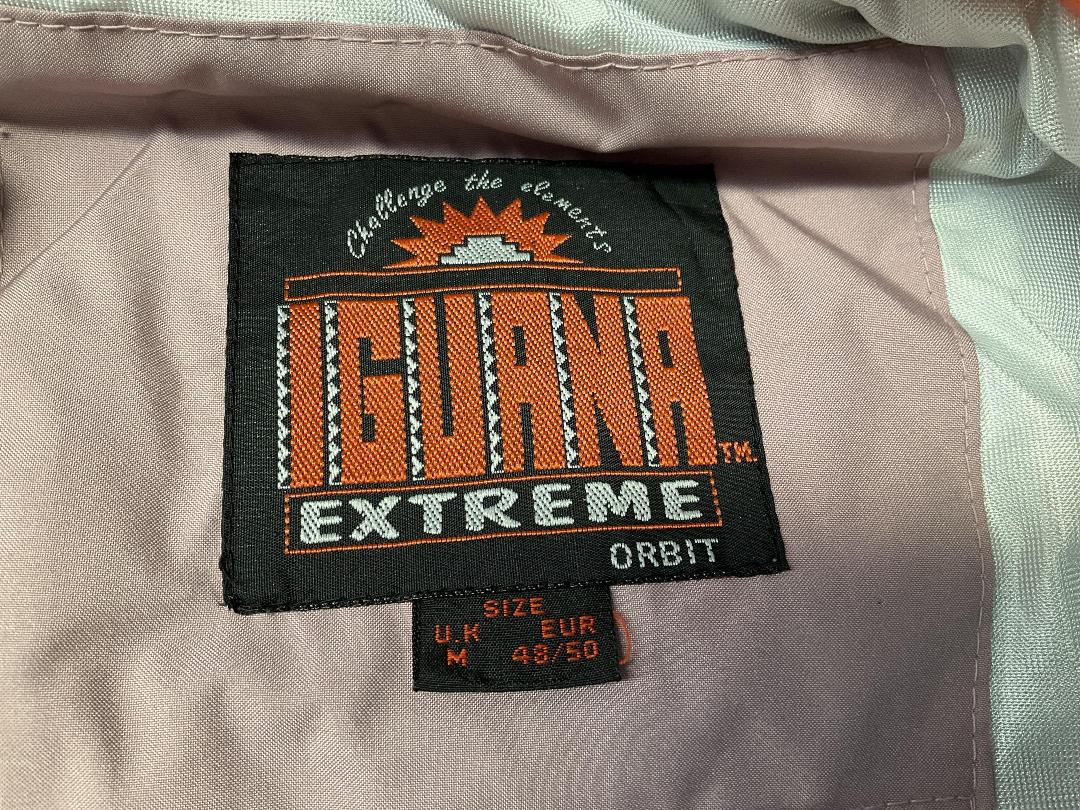 Challenge the elements
IGUANA TM.
EXTREME
ORBIT
SIZE
U.K EUR
M 48/50